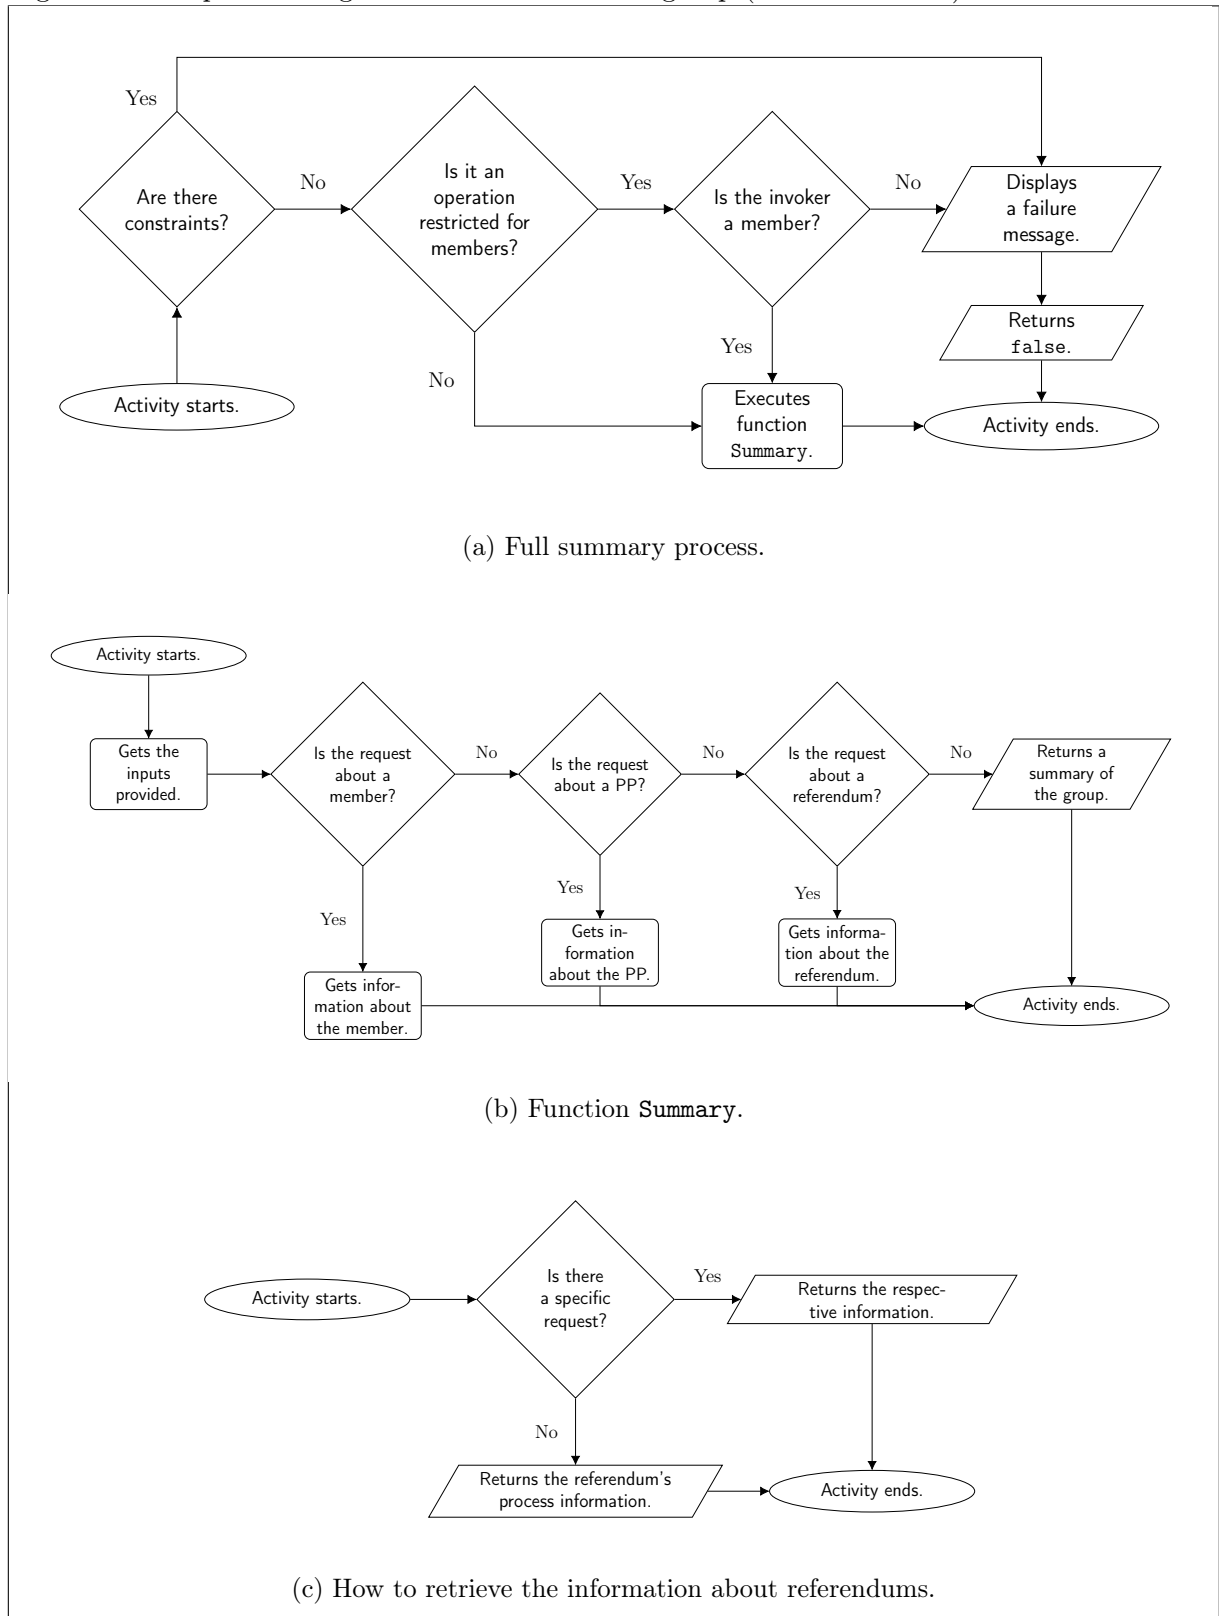 Yes
Are there
constraints?
No
Is it an
operation
restricted for
members?
Yes
Is the invoker
a member?
No
Displays
a failure
message.
Returns
false.
Yes
No
Activity starts.
Executes
function
Summary.
Activity ends.
(a) Full summary process.
Activity starts.
Gets the
inputs
provided.
Is the request
about a
member?
No
Is the request
about a PP?
No
Is the request
about a
referendum?
No
Returns a
summary of
the group.
Yes
Yes
Yes
Gets in-
formation
about the PP.
Gets informa-
tion about the
referendum.
Gets infor-
mation about
the member.
Activity ends.
(b) Function Summary.
Activity starts.
Is there
a specific
request?
Yes
Returns the respec-
tive information.
No
Returns the referendum's
process information.
Activity ends.
(c) How to retrieve the information about referendums.